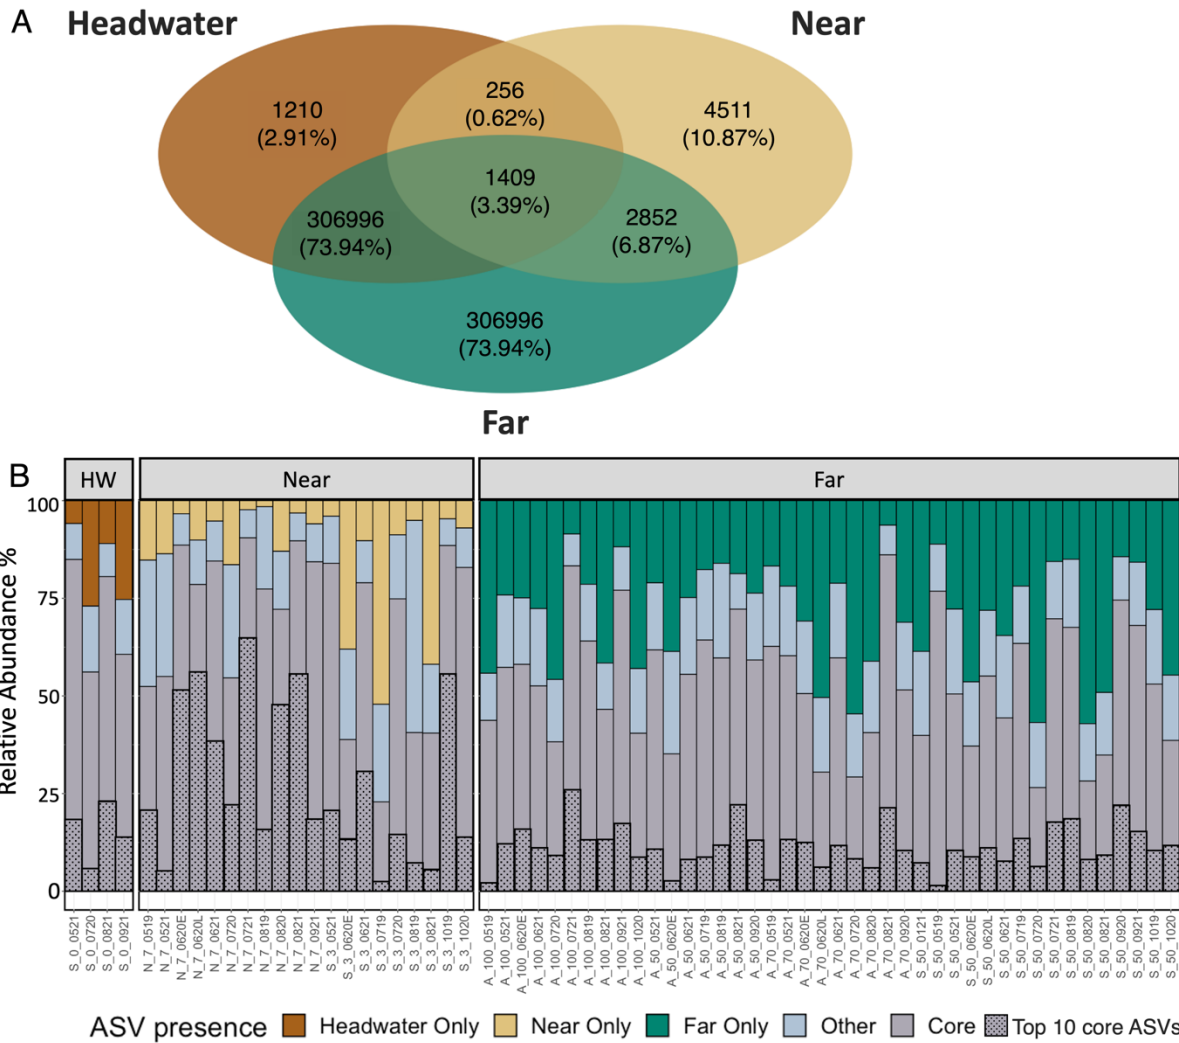 A
Headwater
Near
256
(0.62%)
1210
(2.91%)
4511
(10.87%)
1409
(3.39%)
306996
(73.94%)
2852
(6.87%)
306996
(73.94%)
Far
B
HW
Near
Far
Relative Abundance %
100
75
50
25
0
S_0_0521
S_0_0720
S_0_0821
S_0_0921
N_7_0519
N_7_0521
N_7_0620E
N_7_0620L
N_7_0621
N_7_0720
N_7_0721
N_7_0819
N_7_0820
N_7_0821
N_7_0921
S_3_0521
S_3_0620E
S_3_0621
S_3_0719
S_3_0720
S_3_0819
S_3_0821
S_3_1019
S_3_1020
A_100_0519
A_100_0521
A_100_0620E
A_100_0621
A_100_0720
A_100_0721
A_100_0819
A_100_0821
A_100_0921
A_100_1020
A_50_0521
A_50_0620E
A_50_0621
A_50_0719
A_50_0819
A_50_0821
A_50_0920
A_70_0519
A_70_0521
A_70_0620E
A_70_0620L
A_70_0621
A_70_0720
A_70_0820
A_70_0821
A_70_0920
S_50_0121
S_50_0519
S_50_0521
S_50_0620E
S_50_0620L
S_50_0621
S_50_0719
S_50_0720
S_50_0721
S_50_0819
S_50_0820
S_50_0821
S_50_0920
S_50_0921
S_50_1019
S_50_1020
ASV presence
Headwater Only
Near Only
Far Only
Other
Core
Top 10 core ASVs